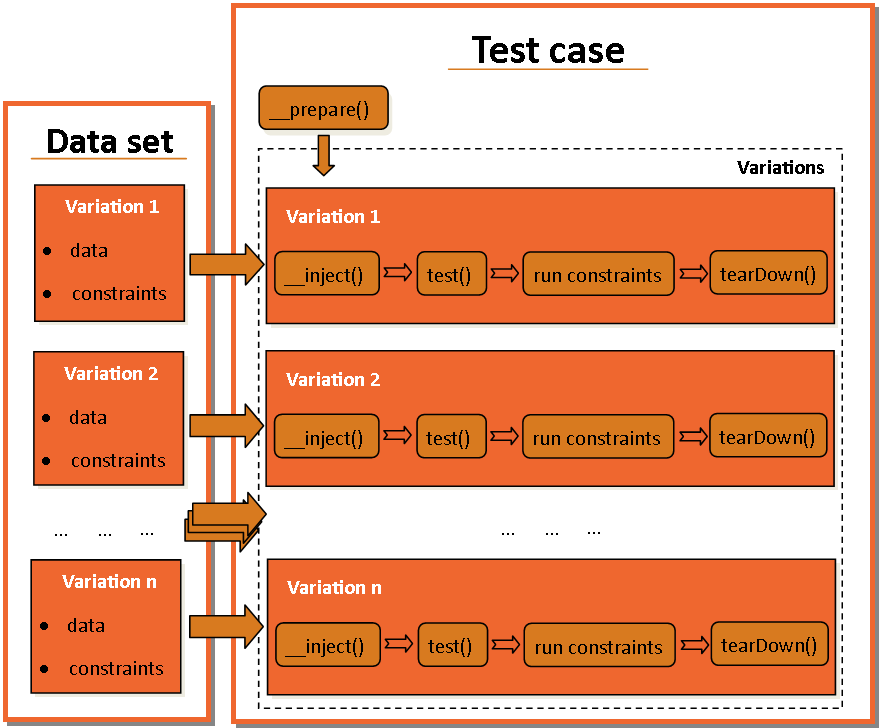 Test case
__prepare()
Data set
Variations
Variation 1
• data
• constraints
Variation 1
__inject()
test()
run constraints
tearDown()
Variation 2
• data
• constraints
Variation 2
__inject()
test()
run constraints
tearDown()
... ... ...
... ... ...
Variation n
• data
• constraints
Variation n
__inject()
test()
run constraints
tearDown()